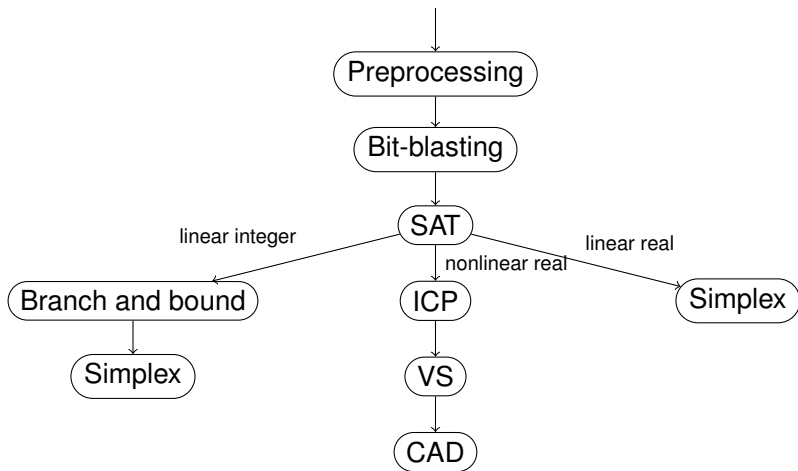 Preprocessing
Bit-blasting
SAT
linear integer
linear real
nonlinear real
Branch and bound
ICP
Simplex
Simplex
VS
CAD